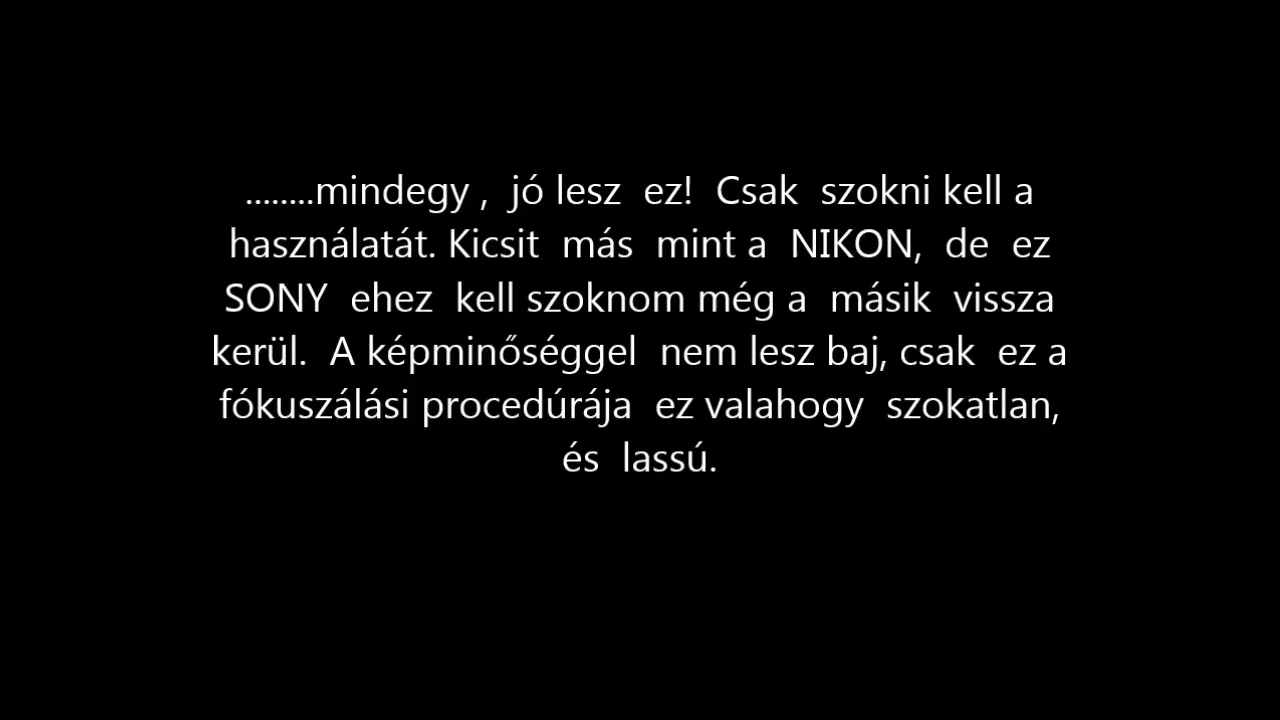 ........mindegy , jó lesz ez! Csak szokni kell a
használatát. Kicsit más mint a NIKON, de ez
SONY ehez kell szoknom még a másik vissza
kerül. A képminőséggel nem lesz baj, csak ez a
fókuszálási procedúrája ez valahogy szokatlan,
és lassú.